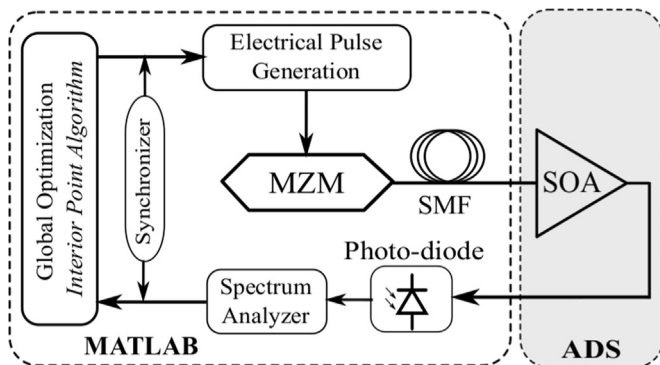 Global Optimization
Interior Point Algorithm
Synchronizer
Electrical Pulse
Generation
MZM
SMF
SOA
Photo-diode
Spectrum
Analyzer
MATLAB
ADS